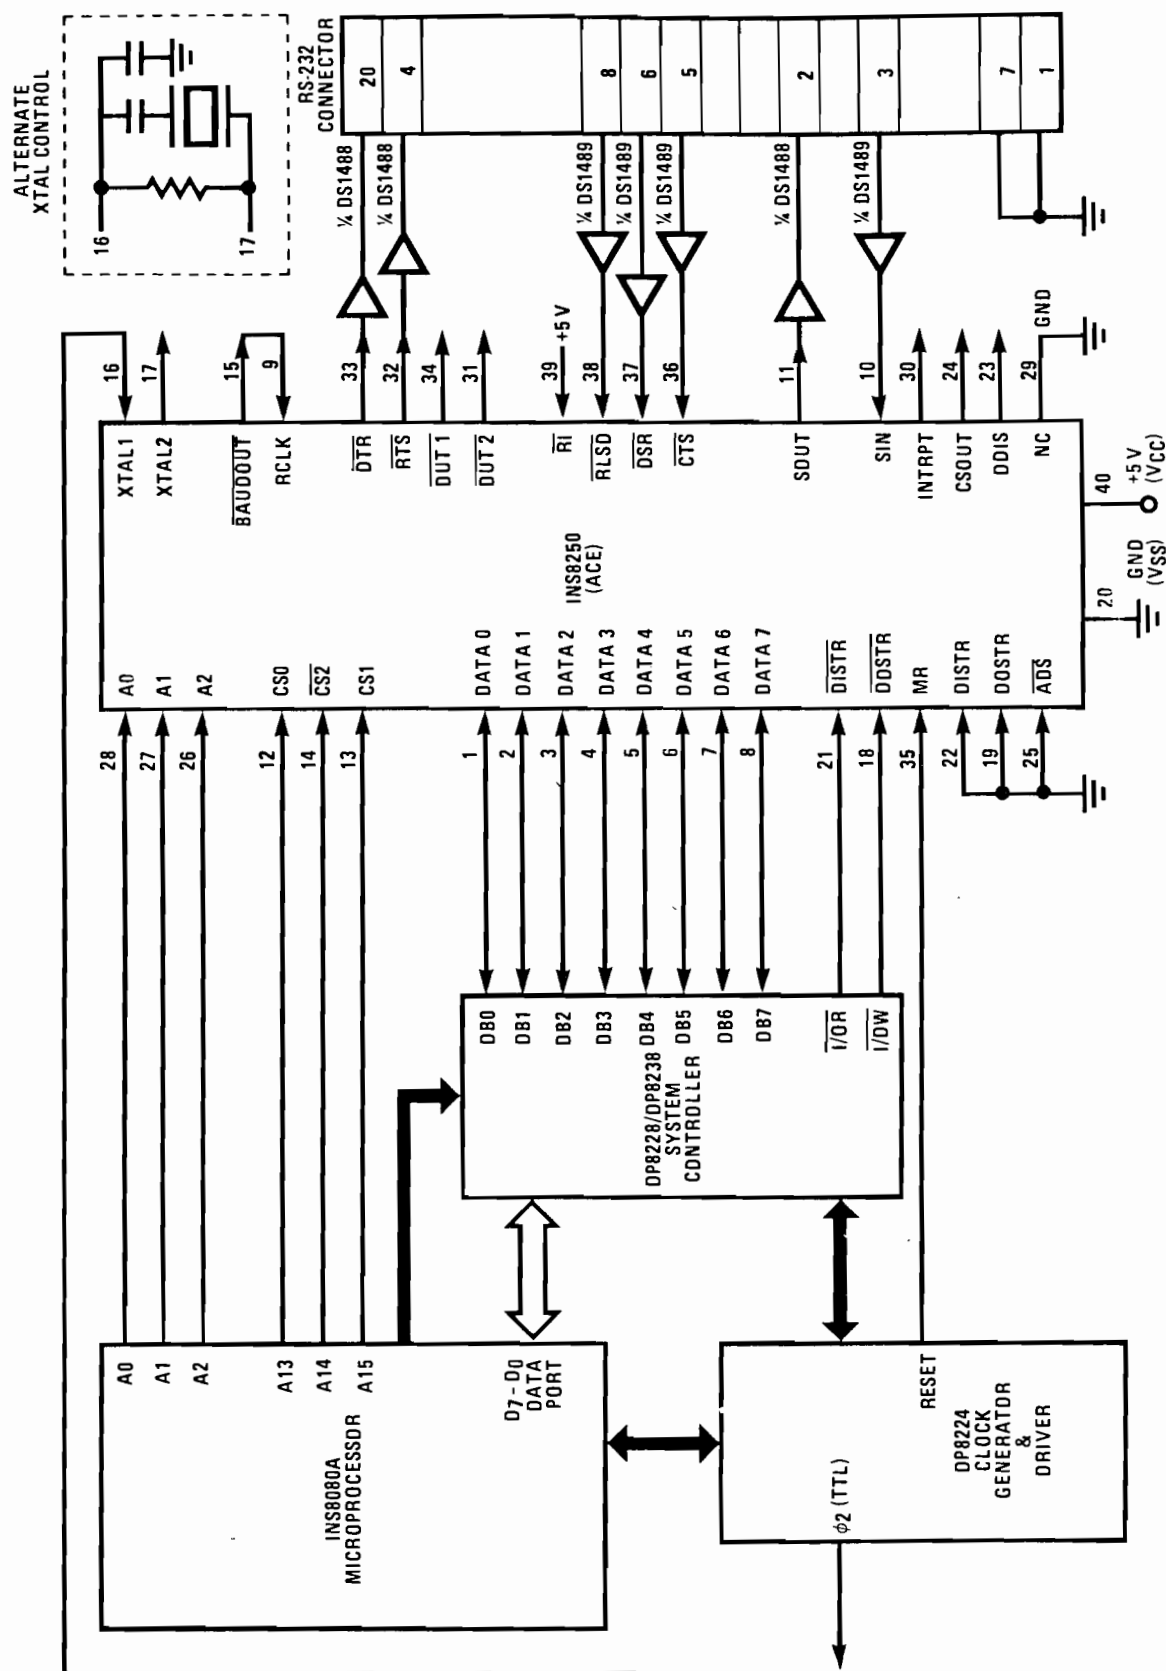 ALTERNATE
XTAL CONTROL
16
17
RS-232
CONNECTOR
20
4
8
6
5
2
3
7
1
¼ DS1488
¼ DS1488
¼ DS1489
¼ DS1489
¼ DS1489
¼ DS1488
¼ DS1489
16
17
15
9
33
32
34
31
39
+5 V
38
37
36
11
10
30
24
23
29
GND
XTAL1
XTAL2
BAUDOUT
RCLK
DTR
RTS
OUT 1
OUT 2
RI
RLSD
DSR
CTS
SOUT
SIN
INTRPT
CSOUT
DDIS
NC
INS8250
(ACE)
40
+5 V
(VCC)
20
GND
(VSS)
A0
A1
A2
CS0
CS2
CS1
DATA 0
DATA 1
DATA 2
DATA 3
DATA 4
DATA 5
DATA 6
DATA 7
DISTR
DOSTR
MR
DISTR
DOSTR
ADS
28
27
26
12
14
13
1
2
3
4
5
6
7
8
21
18
35
22
19
25
DB0
DB1
DB2
DB3
DB4
DB5
DB6
DB7
I/OR
I/OW
DP8228/DP8238
SYSTEM
CONTROLLER
A0
A1
A2
A13
A14
A15
D7 - D0
DATA
PORT
INS8080A
MICROPROCESSOR
RESET
DP8224
CLOCK
GENERATOR
&
DRIVER
φ2 (TTL)